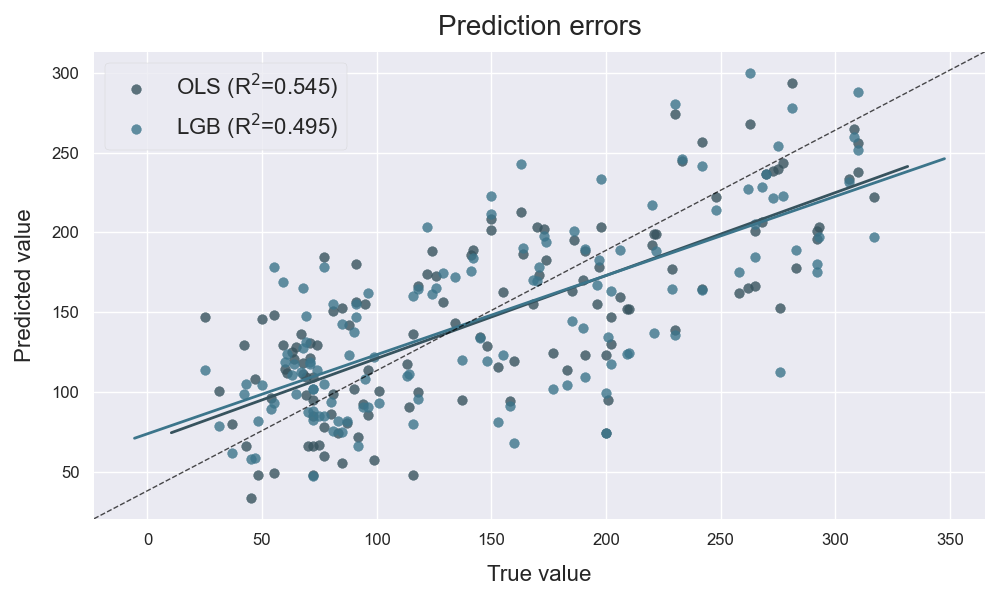 Prediction errors
OLS (R²=0.545)
LGB (R²=0.495)
Predicted value
300
250
200
150
100
50
0 50 100 150 200 250 300 350
True value